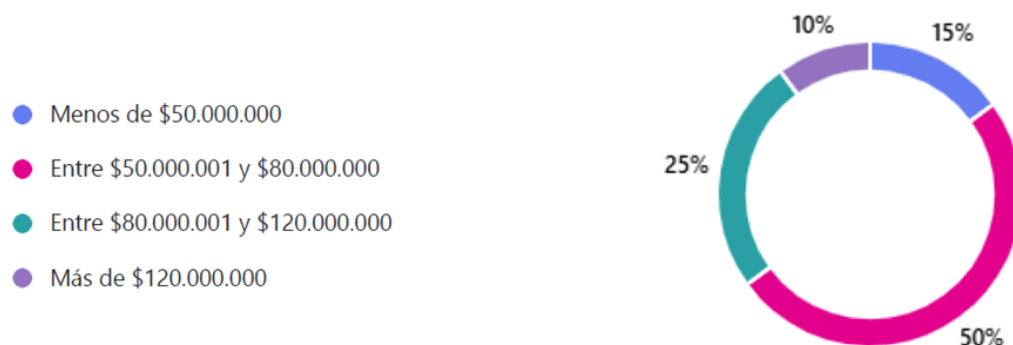 Menos de $50.000.000
Entre $50.000.001 y $80.000.000
Entre $80.000.001 y $120.000.000
Más de $120.000.000
10%
15%
25%
50%